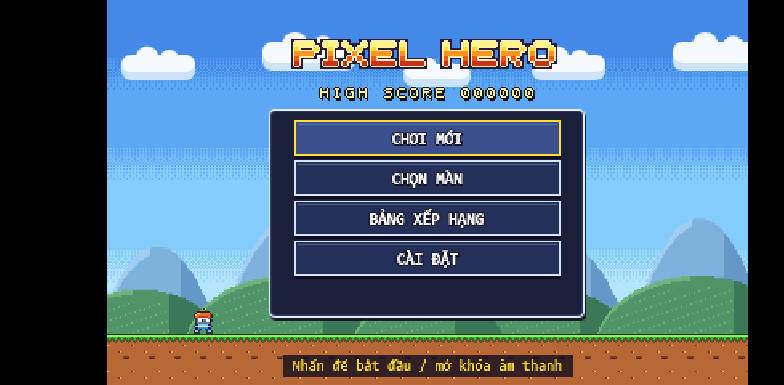 PIXEL HERO
HIGH SCORE 000000
CHƠI MỚI
CHỌN MÀN
BẢNG XẾP HẠNG
CÀI ĐẶT
Nhấn để bắt đầu / mở khóa âm thanh